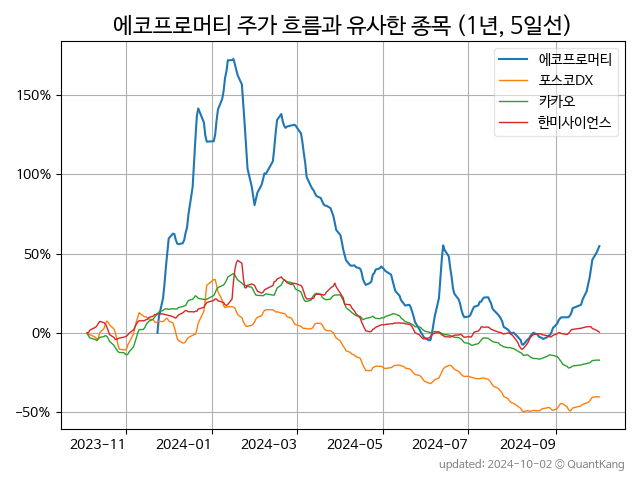 에코프로머티 주가 흐름과 유사한 종목 (1년, 5일선)
에코프로머티
포스코DX
카카오
한미사이언스
150%
100%
50%
0%
−50%
2023-11
2024-01
2024-03
2024-05
2024-07
2024-09
updated: 2024-10-02 © QuantKang